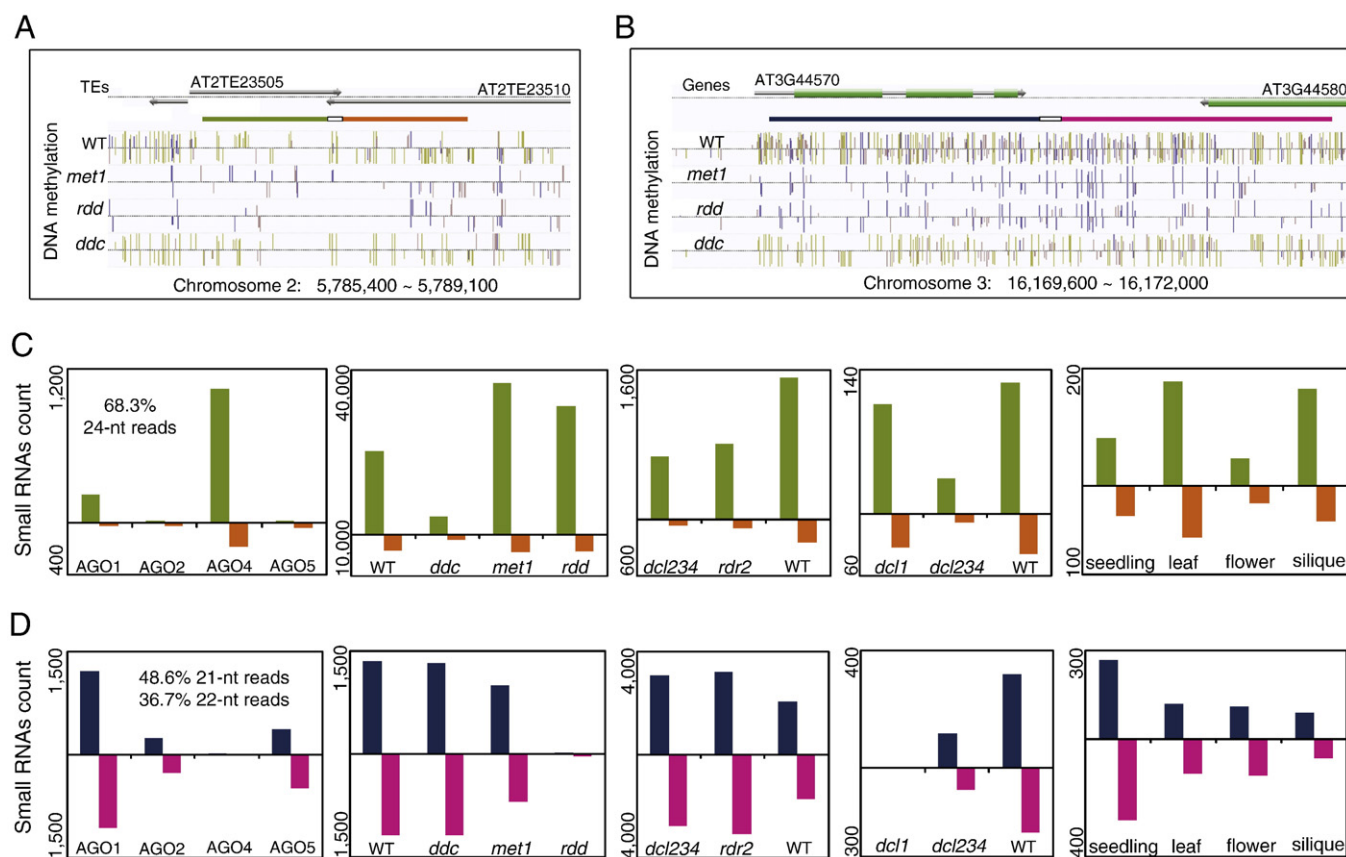 A
TEs
AT2TE23505
AT2TE23510
DNA methylation
WT
met1
rdd
ddc
Chromosome 2: 5,785,400 ~ 5,789,100
B
Genes
AT3G44570
AT3G44580
DNA methylation
WT
met1
rdd
ddc
Chromosome 3: 16,169,600 ~ 16,172,000
C
Small RNAs count
1,200
400
68.3%
24-nt reads
AGO1 AGO2 AGO4 AGO5
40,000
10,000
WT ddc met1 rdd
1,600
600
dcl234 rdr2 WT
140
60
dcl1 dcl234 WT
200
100
seedling leaf flower silique
D
Small RNAs count
1,500
1,500
48.6% 21-nt reads
36.7% 22-nt reads
AGO1 AGO2 AGO4 AGO5
1,500
1,500
WT ddc met1 rdd
4,000
4,000
dcl234 rdr2 WT
400
300
dcl1 dcl234 WT
300
400
seedling leaf flower silique